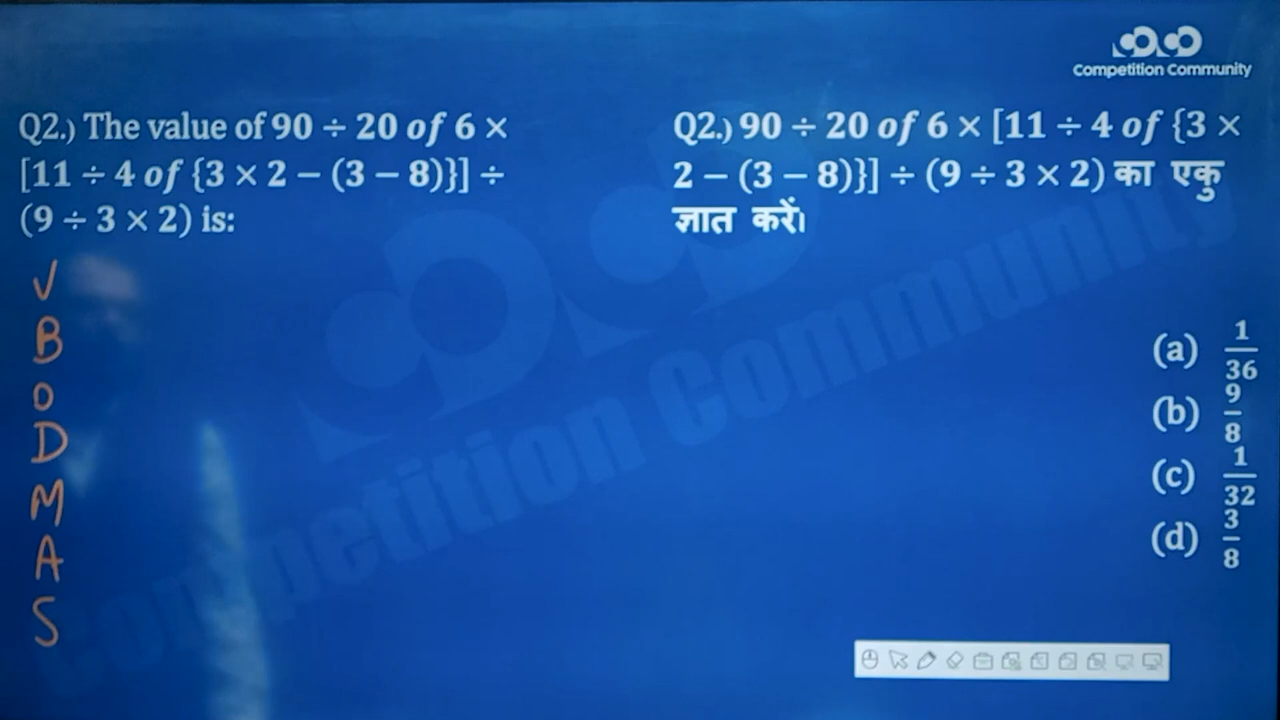 Competition Community
Q2.) The value of 90 ÷ 20 of 6 ×
[11 ÷ 4 of {3 × 2 − (3 − 8)}] ÷
(9 ÷ 3 × 2) is:
Q2.) 90 ÷ 20 of 6 × [11 ÷ 4 of {3 ×
2 − (3 − 8)}] ÷ (9 ÷ 3 × 2) का एकु
ज्ञात करें।
V
B
O
D
M
A
S
(a) 1/36
(b) 9/8
(c) 1/32
(d) 3/8
Competition Community